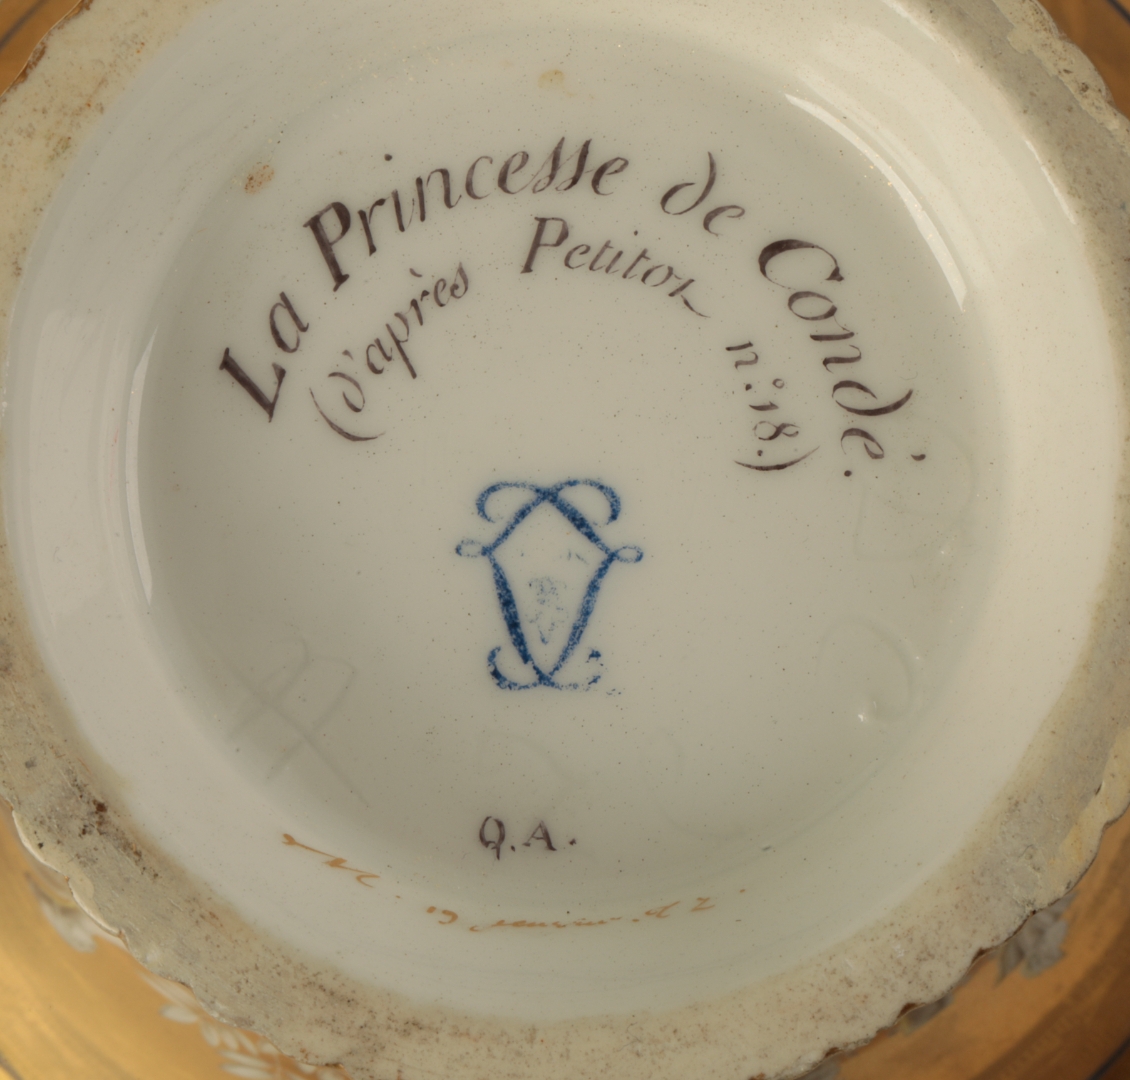 La Princesse de Condé.
(d'après Petitot n.° 18.)
Q.A.